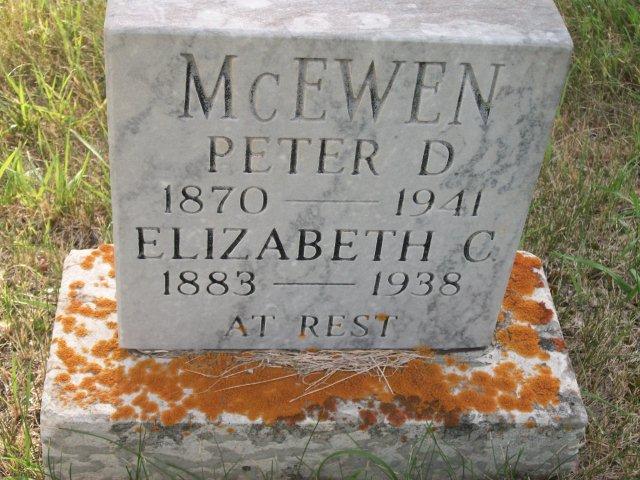 McEWEN
PETER D
1870 — 1941
ELIZABETH C
1883 — 1938
AT REST